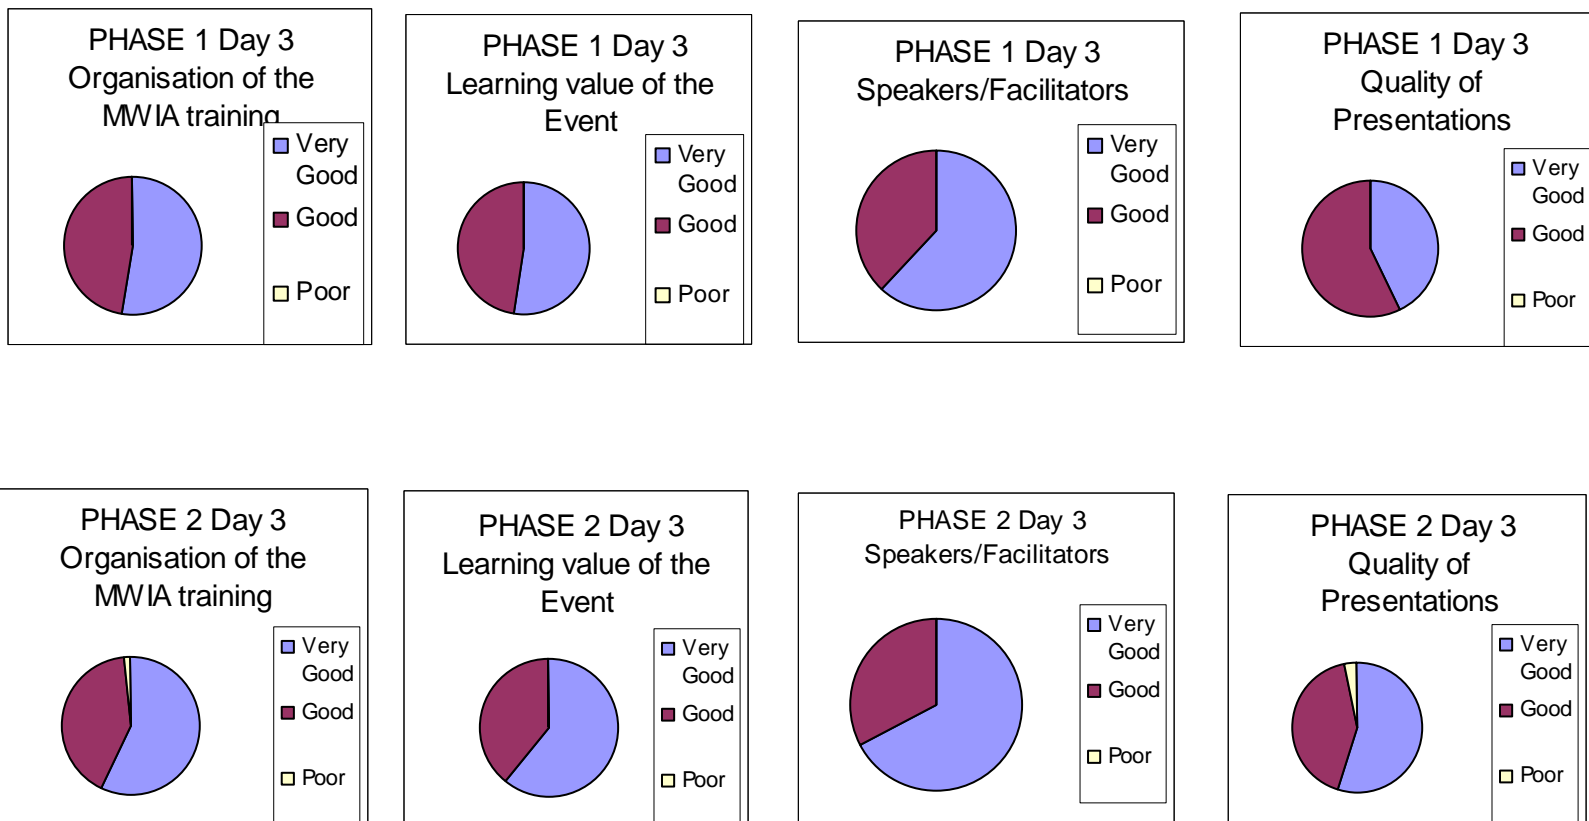 PHASE 1 Day 3
Organisation of the
MWIA training
Very
Good
Good
Poor
PHASE 1 Day 3
Learning value of the
Event
Very
Good
Good
Poor
PHASE 1 Day 3
Speakers/Facilitators
Very
Good
Good
Poor
PHASE 1 Day 3
Quality of
Presentations
Very
Good
Good
Poor
PHASE 2 Day 3
Organisation of the
MWIA training
Very
Good
Good
Poor
PHASE 2 Day 3
Learning value of the
Event
Very
Good
Good
Poor
PHASE 2 Day 3
Speakers/Facilitators
Very
Good
Good
Poor
PHASE 2 Day 3
Quality of
Presentations
Very
Good
Good
Poor